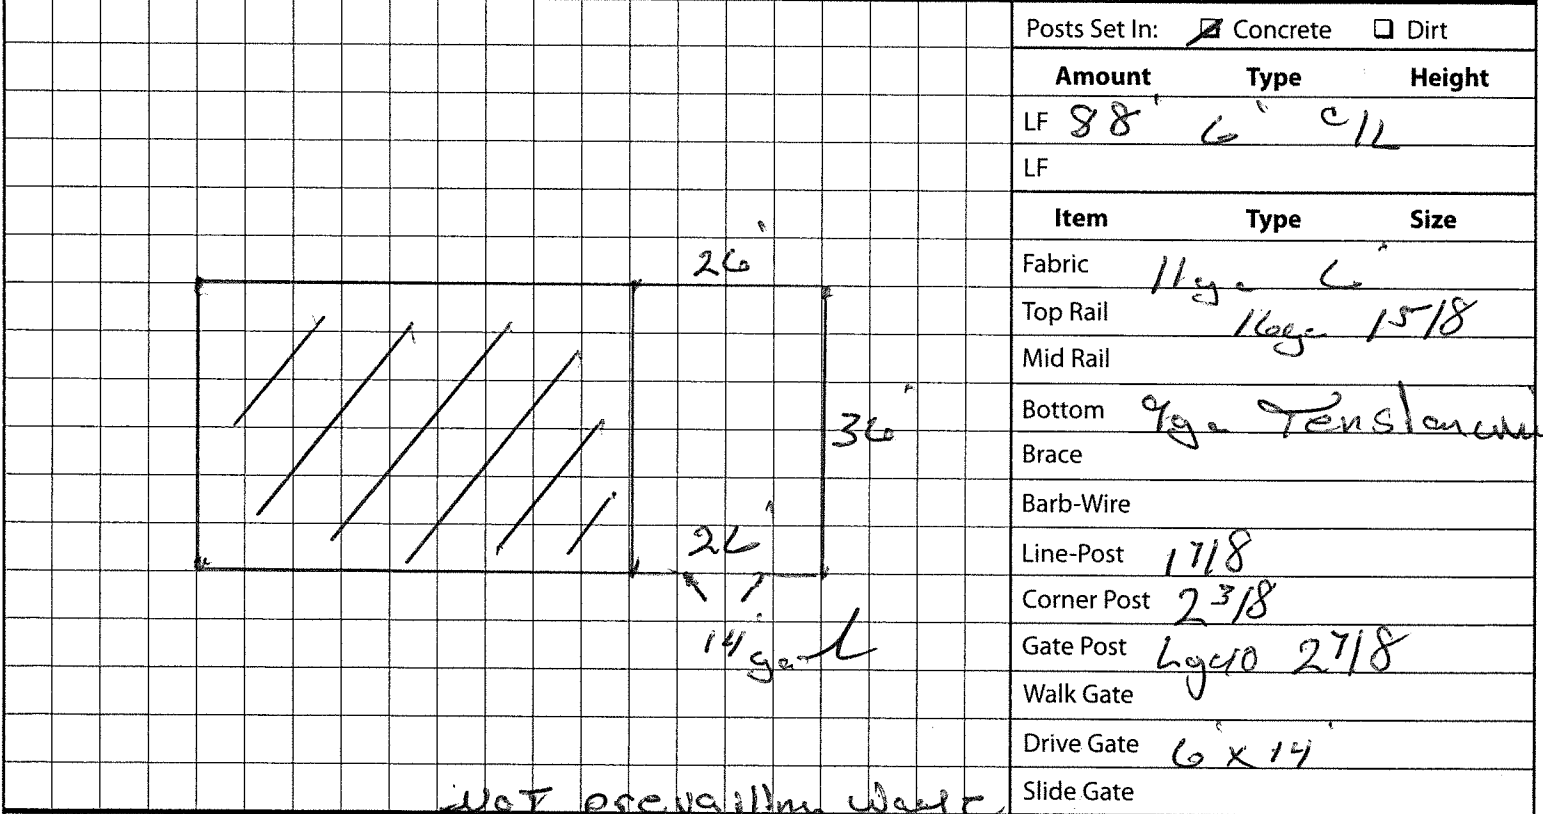 Posts Set In: Concrete Dirt
Amount Type Height
LF 88' 6' C/L
LF
Item Type Size
Fabric 11ga 6'
Top Rail 16ga 1 5/8
Mid Rail
Bottom 9ga
Brace
Barb-Wire
Line-Post 1 7/8
Corner Post 2 3/8
Gate Post 2 7/8
Walk Gate
Drive Gate 6' x 14'
Slide Gate
26'
36'
26'
14'
NOT prevailing wage